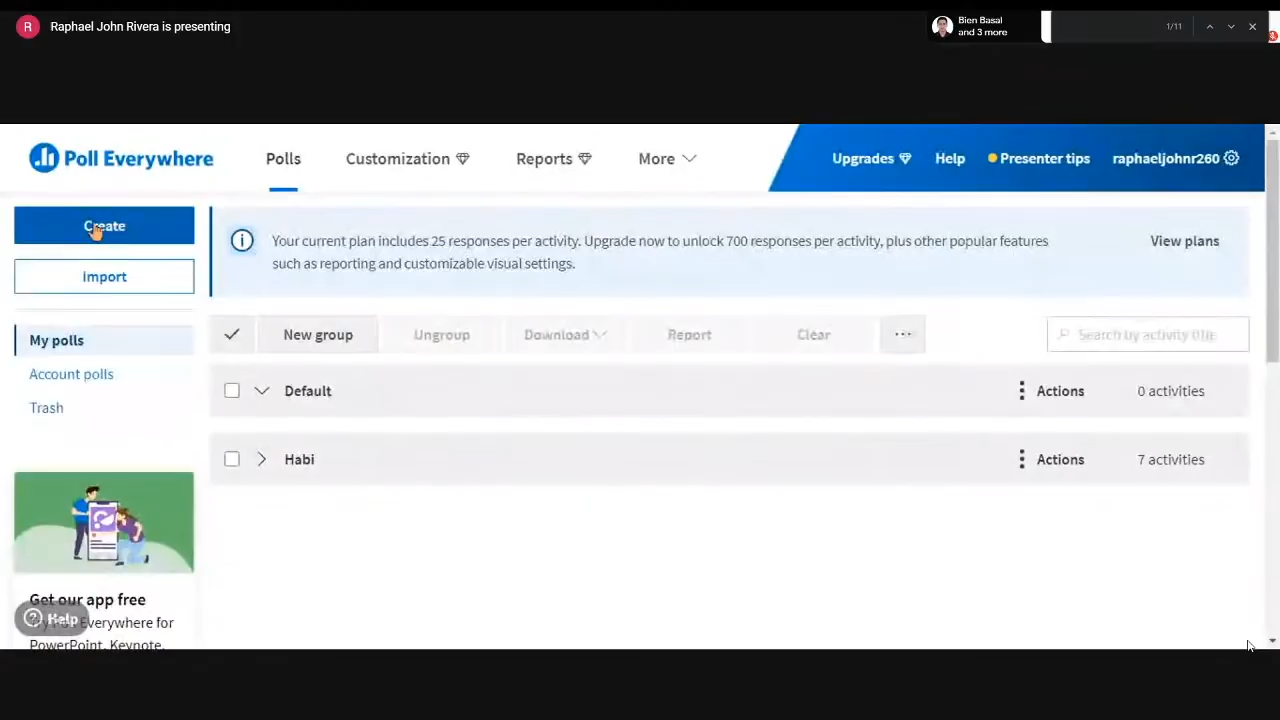 R
Raphael John Rivera is presenting
Bien Basal
and 3 more
1/11
Poll Everywhere
Polls
Customization
Reports
More
Upgrades
Help
Presenter tips
raphaeljohnr260
Create
Import
My polls
Account polls
Trash
Your current plan includes 25 responses per activity. Upgrade now to unlock 700 responses per activity, plus other popular features
such as reporting and customizable visual settings.
View plans
New group
Ungroup
Download
Report
Clear
Search by activity title
Default
Actions
0 activities
Habi
Actions
7 activities
Get our app free
Help
Everywhere for
PowerPoint, Keynote,